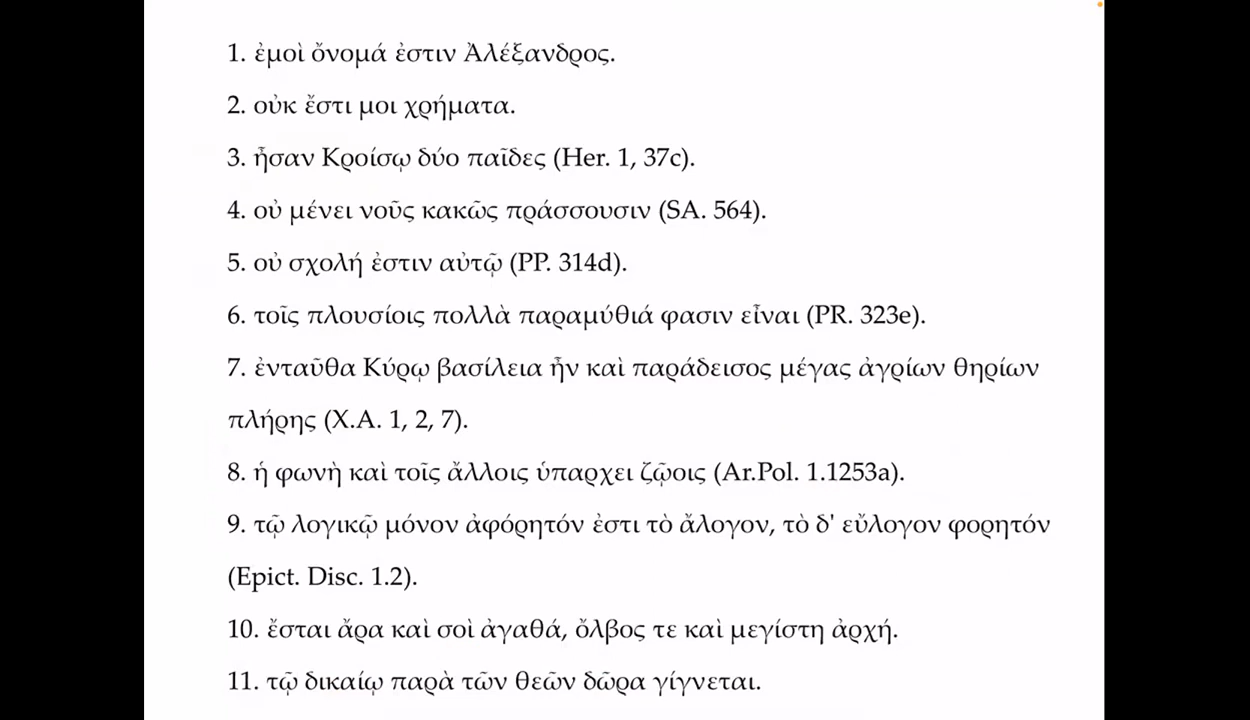 1. ἐμοὶ ὄνομά ἐστιν Ἀλέξανδρος.
2. οὐκ ἔστι μοι χρήματα.
3. ἦσαν Κροίσῳ δύο παῖδες (Her. 1, 37c).
4. οὐ μένει νοῦς κακῶς πράσσουσιν (SA. 564).
5. οὐ σχολή ἐστιν αὐτῷ (PP. 314d).
6. τοῖς πλουσίοις πολλὰ παραμύθιά φασιν εἶναι (PR. 323e).
7. ἐνταῦθα Κύρῳ βασίλεια ἦν καὶ παράδεισος μέγας ἀγρίων θηρίων
πλήρης (X.A. 1, 2, 7).
8. ἡ φωνὴ καὶ τοῖς ἄλλοις ὑπαρχει ζῷοις (Ar.Pol. 1.1253a).
9. τῷ λογικῷ μόνον ἀφόρητόν ἐστι τὸ ἄλογον, τὸ δ' εὔλογον φορητόν
(Epict. Disc. 1.2).
10. ἔσται ἄρα καὶ σοὶ ἀγαθά, ὄλβος τε καὶ μεγίστη ἀρχή.
11. τῷ δικαίῳ παρὰ τῶν θεῶν δῶρα γίγνεται.